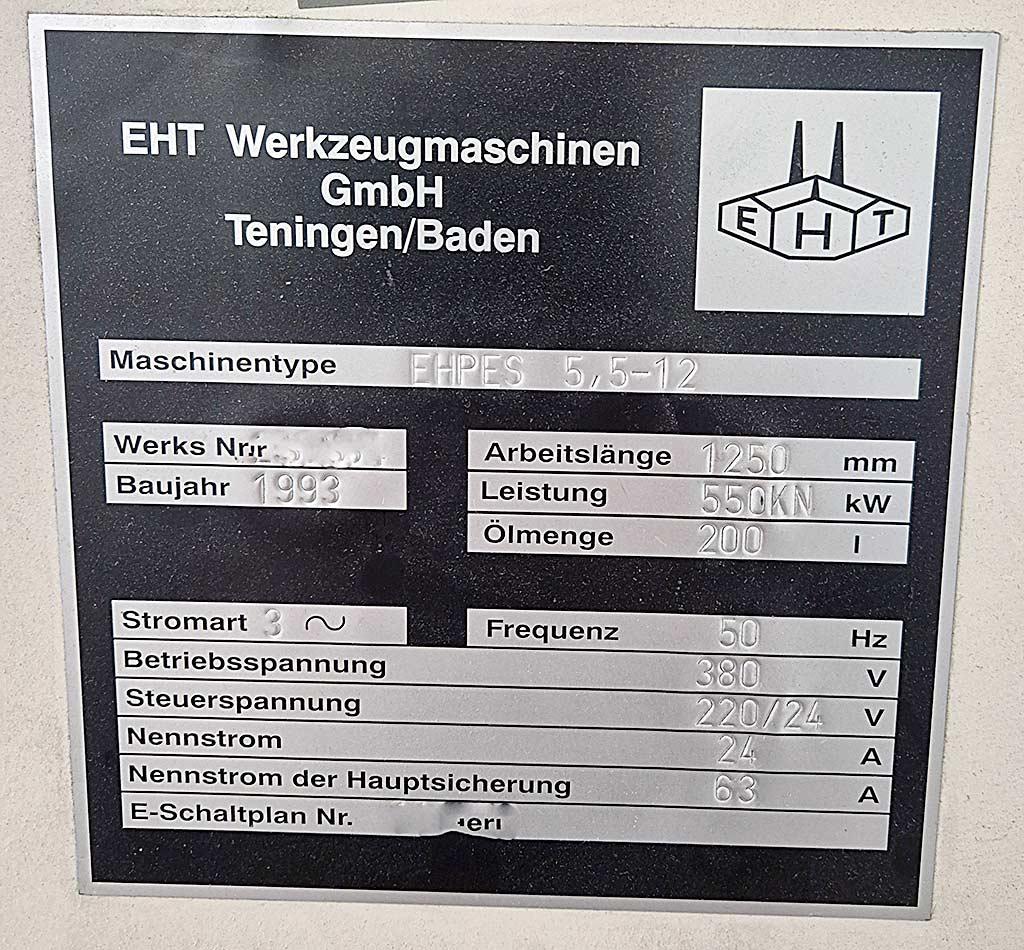 EHT Werkzeugmaschinen
GmbH
Teningen/Baden
EHT
Maschinentype EHPES 5,5-12
Werks Nr.
Baujahr 1993
Arbeitslänge 1250 mm
Leistung 550KN kW
Ölmenge 200 l
Stromart 3 ~
Frequenz 50 Hz
Betriebsspannung 380 V
Steuerspannung 220/24 V
Nennstrom 24 A
Nennstrom der Hauptsicherung 63 A
E-Schaltplan Nr.